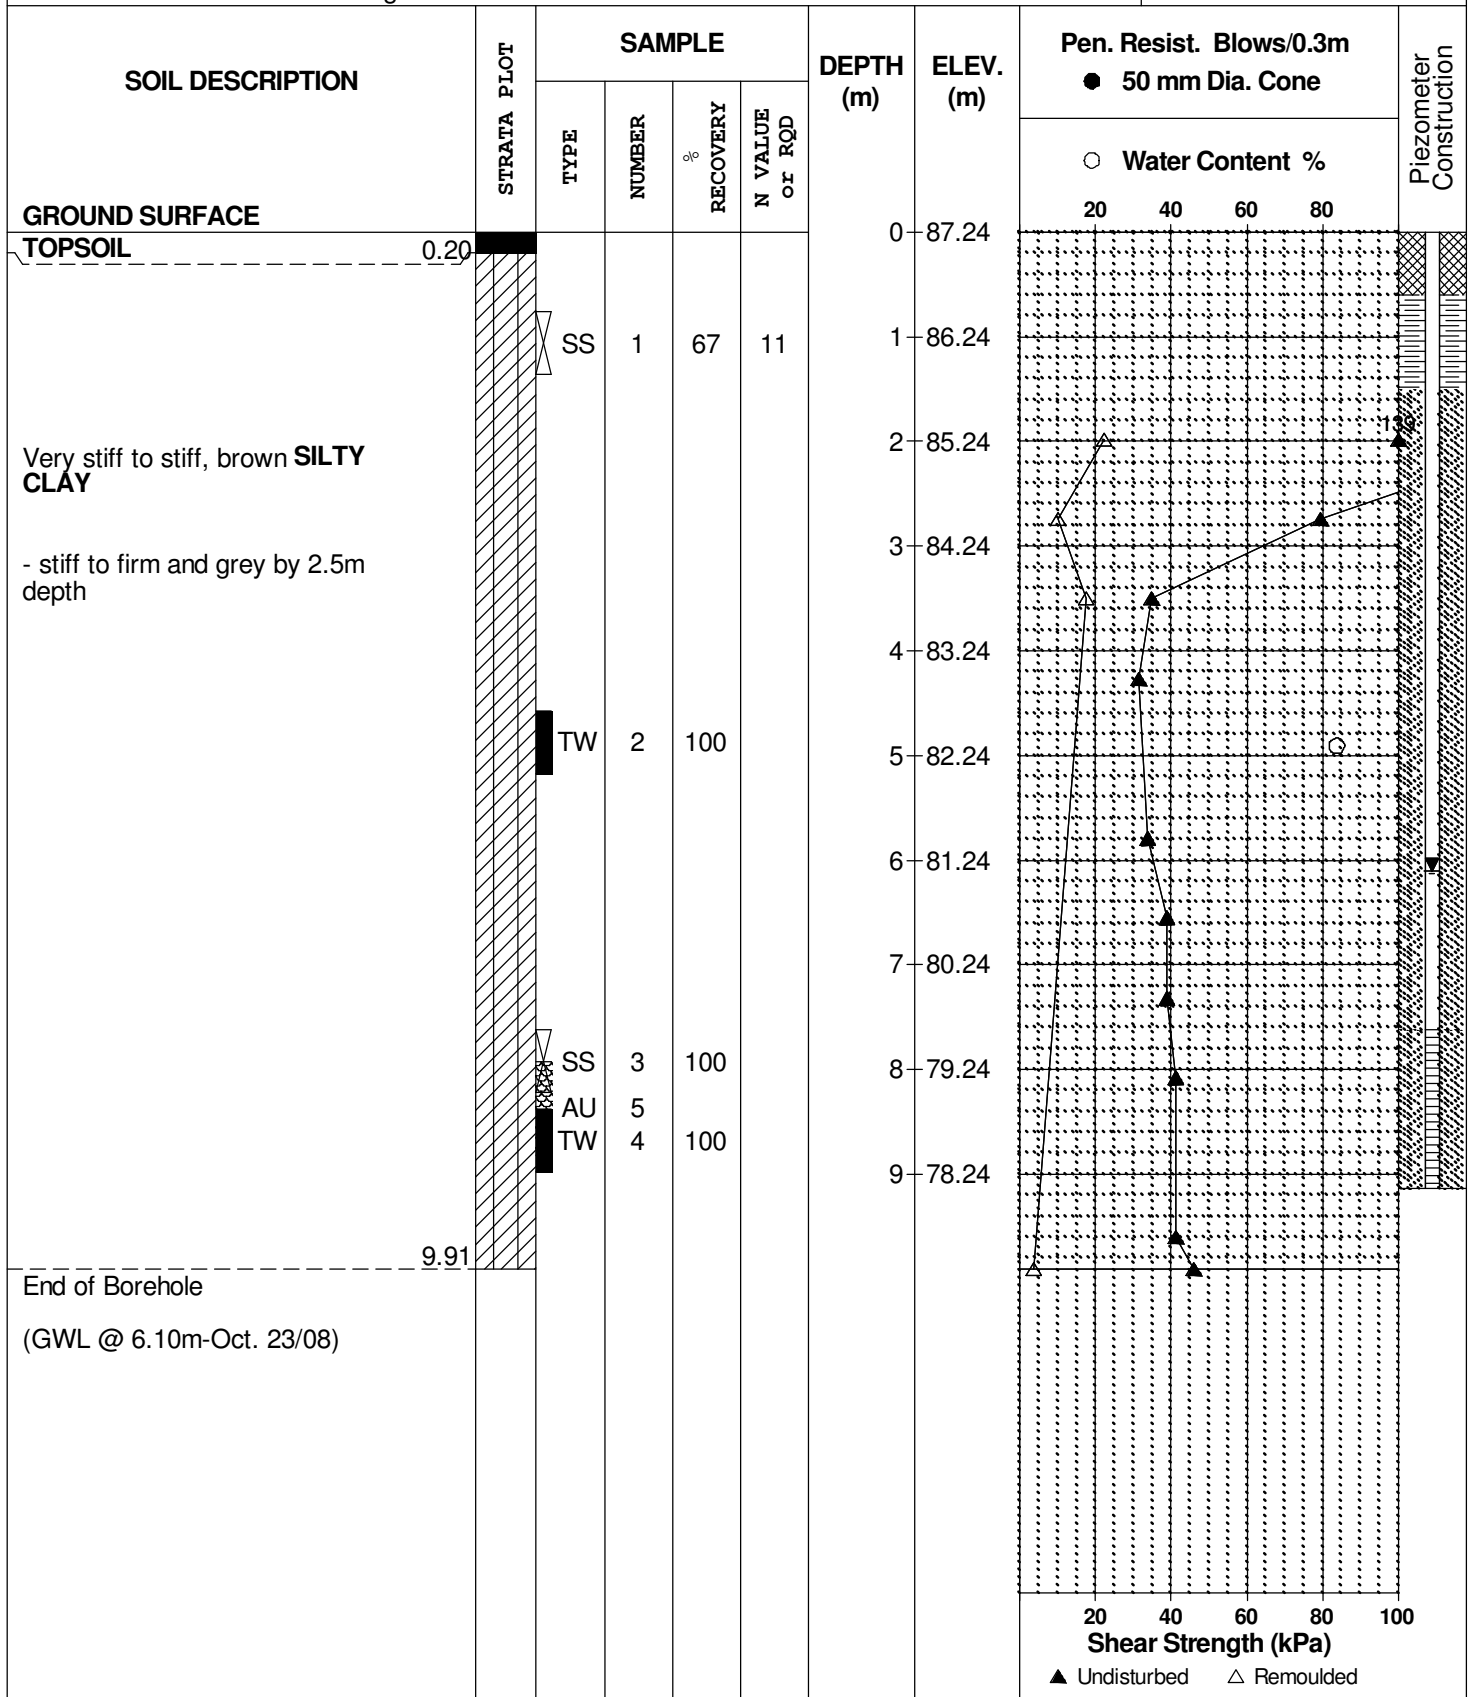 SOIL DESCRIPTION
STRATA PLOT
SAMPLE
TYPE
NUMBER
%
RECOVERY
N VALUE
or RQD
DEPTH
(m)
ELEV.
(m)
Pen. Resist. Blows/0.3m
● 50 mm Dia. Cone
○ Water Content %
20 40 60 80
Piezometer
Construction
GROUND SURFACE
TOPSOIL 0.20
0 87.24
SS 1 67 11
1 86.24
139
2 85.24
Very stiff to stiff, brown SILTY
CLAY
3 84.24
- stiff to firm and grey by 2.5m
depth
4 83.24
TW 2 100
5 82.24
6 81.24
7 80.24
SS 3 100
8 79.24
AU 5
TW 4 100
9 78.24
9.91
End of Borehole
(GWL @ 6.10m-Oct. 23/08)
20 40 60 80 100
Shear Strength (kPa)
▲ Undisturbed △ Remoulded